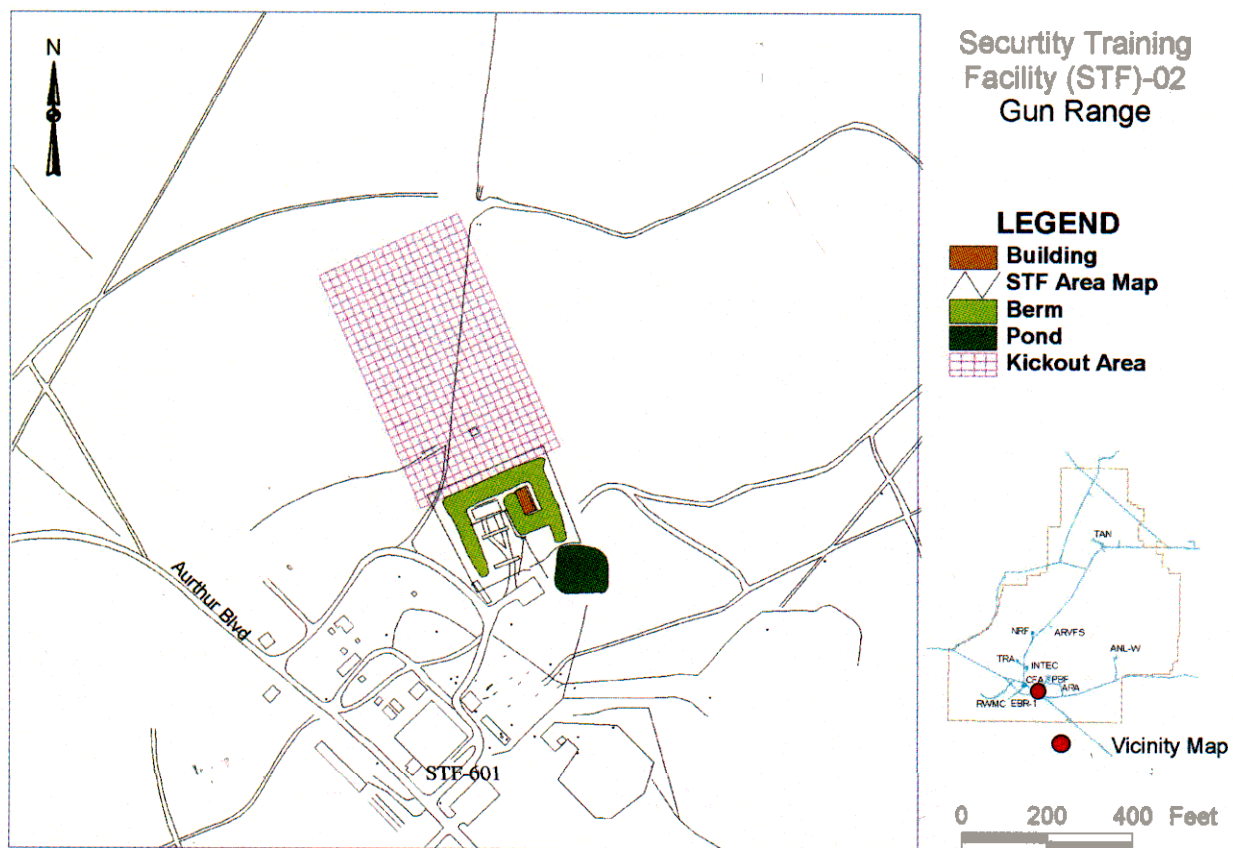 N
Securtity Training
Facility (STF)-02
Gun Range
LEGEND
Building
STF Area Map
Berm
Pond
Kickout Area
Aurthur Blvd
STF-601
TAN
NRF
ARVFS
TRA
INTEC
ANL-W
CFA
PBF
ARA
RWMC
EBR-1
Vicinity Map
0 200 400 Feet